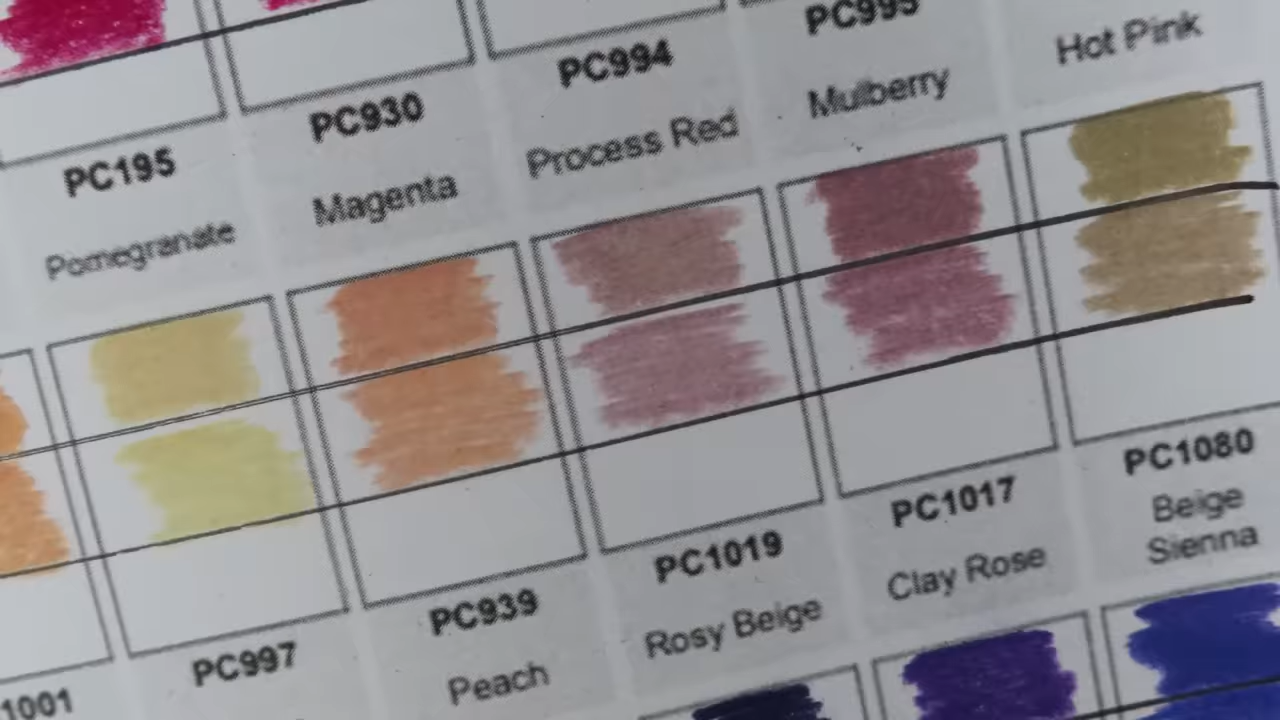 PC995
Hot Pink
PC994
Mulberry
PC930
Process Red
PC195
Magenta
Pomegranate
PC1080
Beige
Sienna
PC1017
Clay Rose
PC1019
Rosy Beige
PC939
Peach
PC997
1001